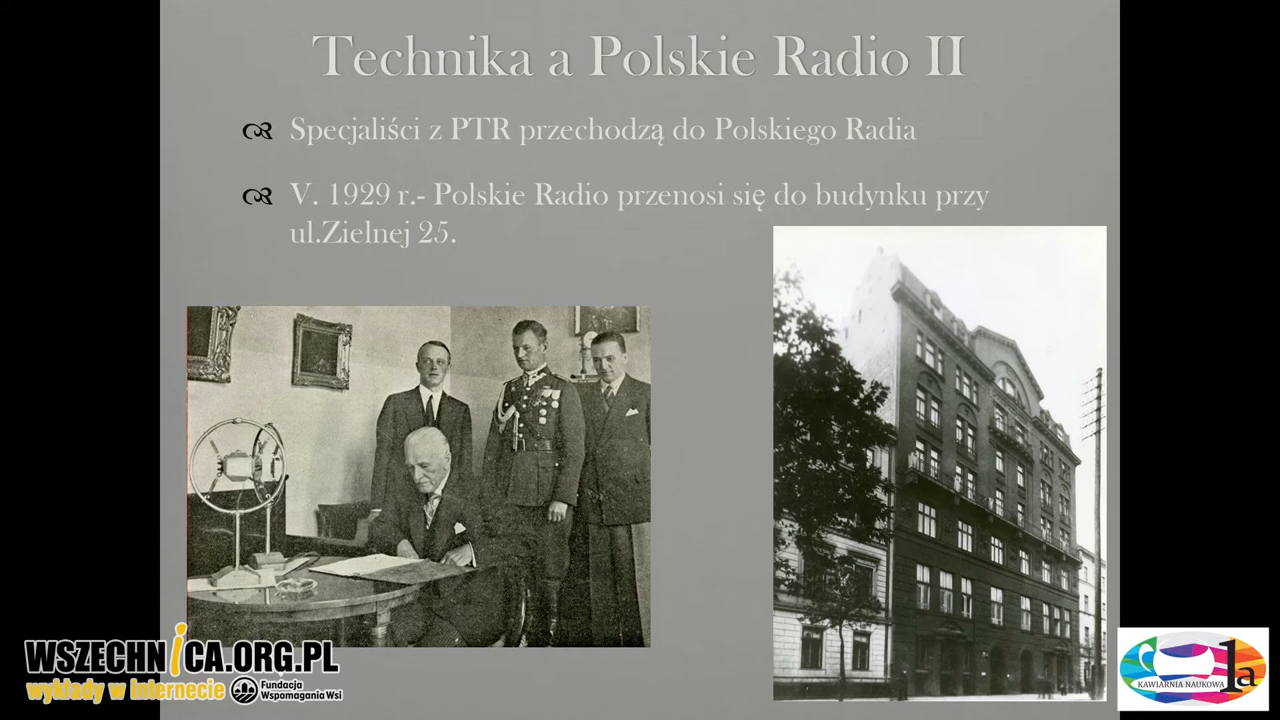 Technika a Polskie Radio II
Specjaliści z PTR przechodzą do Polskiego Radia
V. 1929 r.- Polskie Radio przenosi się do budynku przy
ul.Zielnej 25.
WSZECHNICA.ORG.PL
wykłady w Internecie
Fundacja
Wspomagania Wsi
KAWIARNIA NAUKOWA
1a